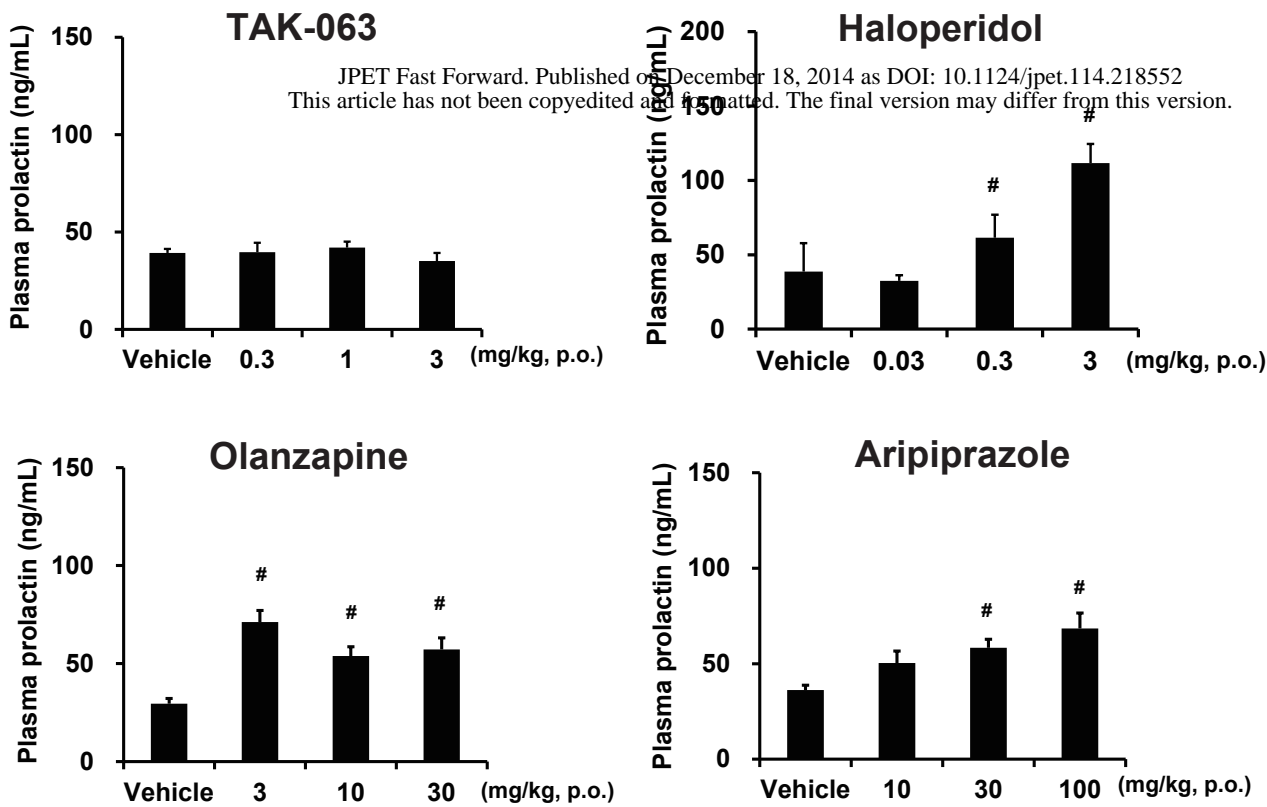 TAK-063
Haloperidol
JPET Fast Forward. Published on December 18, 2014 as DOI: 10.1124/jpet.114.218552
This article has not been copyedited and formatted. The final version may differ from this version.
Plasma prolactin (ng/mL)
150
100
50
0
Vehicle 0.3 1 3 (mg/kg, p.o.)
Plasma prolactin (ng/mL)
200
150
100
50
0
#
#
Vehicle 0.03 0.3 3 (mg/kg, p.o.)
Olanzapine
Plasma prolactin (ng/mL)
150
100
50
0
# # #
Vehicle 3 10 30 (mg/kg, p.o.)
Aripiprazole
Plasma prolactin (ng/mL)
150
100
50
0
# #
Vehicle 10 30 100 (mg/kg, p.o.)